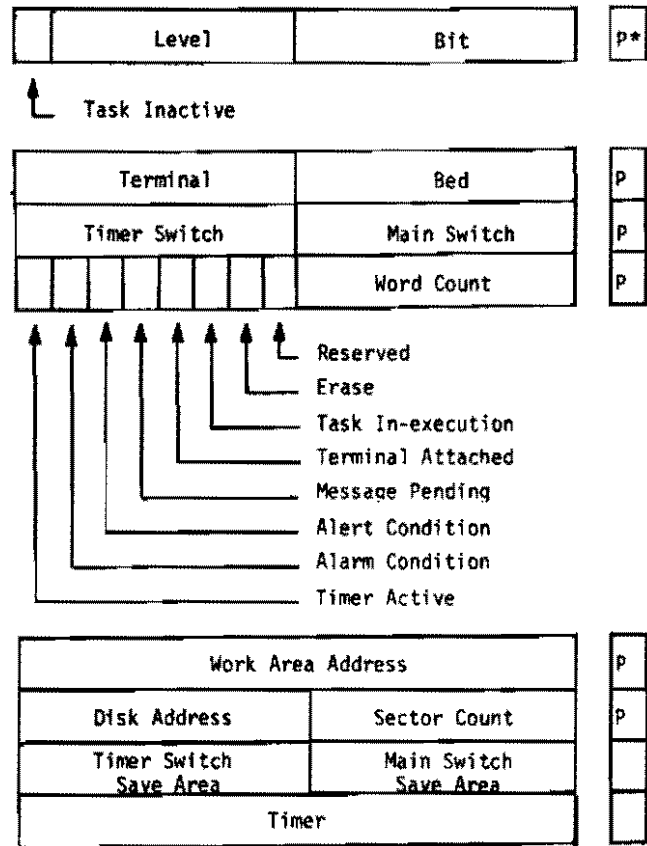 Level Bit P*
Task Inactive
Terminal Bed P
Timer Switch Main Switch P
Word Count P
Reserved
Erase
Task In-execution
Terminal Attached
Message Pending
Alert Condition
Alarm Condition
Timer Active
Work Area Address P
Disk Address Sector Count P
Timer Switch Main Switch
Save Area Save Area
Timer